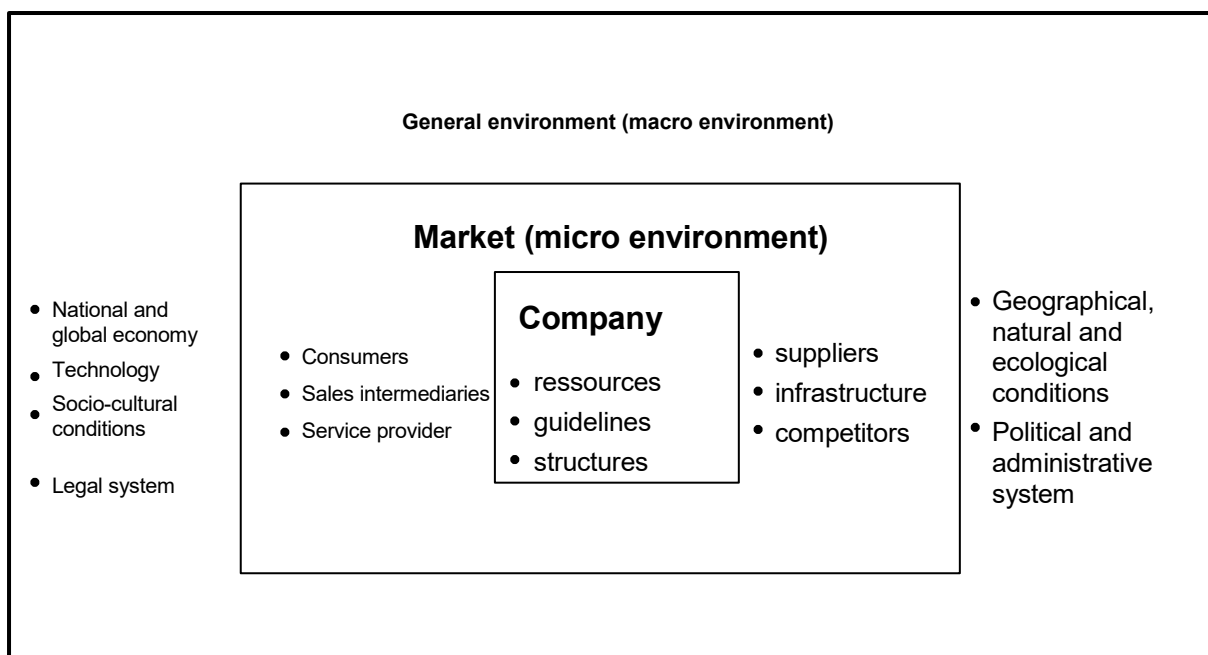 General environment (macro environment)
Market (micro environment)
Company
• National and
global economy
• Technology
• Socio-cultural
conditions
• Legal system
• Consumers
• Sales intermediaries
• Service provider
• ressources
• guidelines
• structures
• suppliers
• infrastructure
• competitors
• Geographical,
natural and
ecological
conditions
• Political and
administrative
system